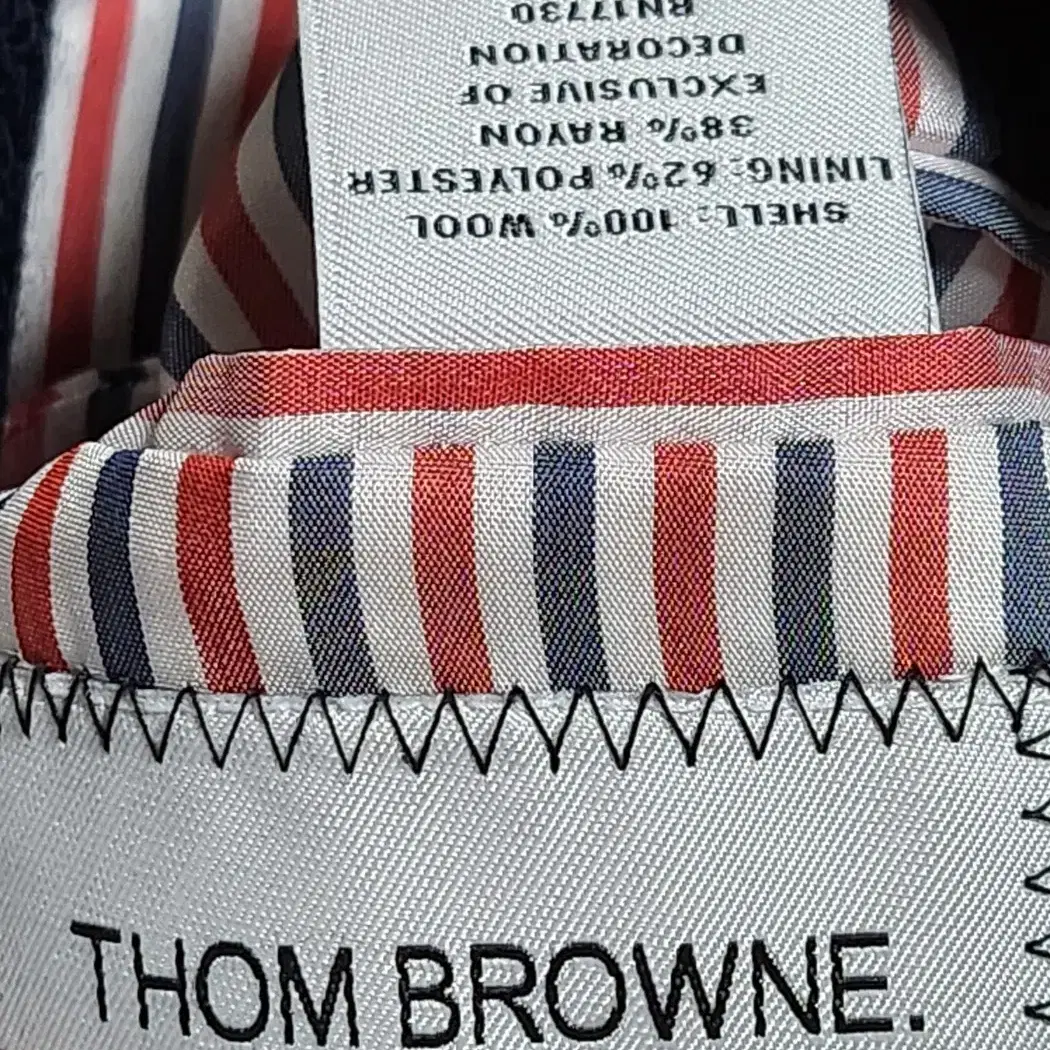 SHELL: 100% WOOL
LINING: 62% POLYESTER
38% RAYON
EXCLUSIVE OF
DECORATION
RN17730
THOM BROWNE.